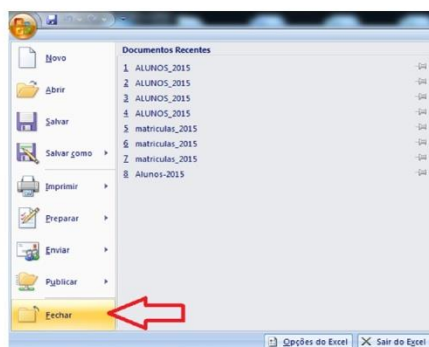 Documentos Recentes
Novo
1 ALUNOS_2015
2 ALUNOS_2015
Abrir
3 ALUNOS_2015
4 ALUNOS_2015
Salvar
5 matriculas_2015
6 matriculas_2015
Salvar como
7 matriculas_2015
8 Alunos-2015
Imprimir
Preparar
Enviar
Publicar
Fechar
Opções do Excel
Sair do Excel